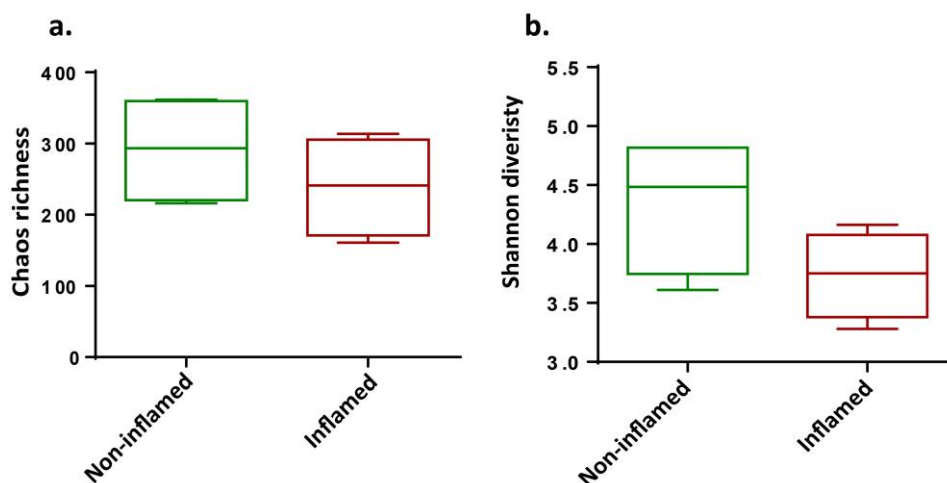 a.
Chaos richness
400
300
200
100
0
Non-inflamed
Inflamed
b.
Shannon diveristy
5.5
5.0
4.5
4.0
3.5
3.0
Non-inflamed
Inflamed